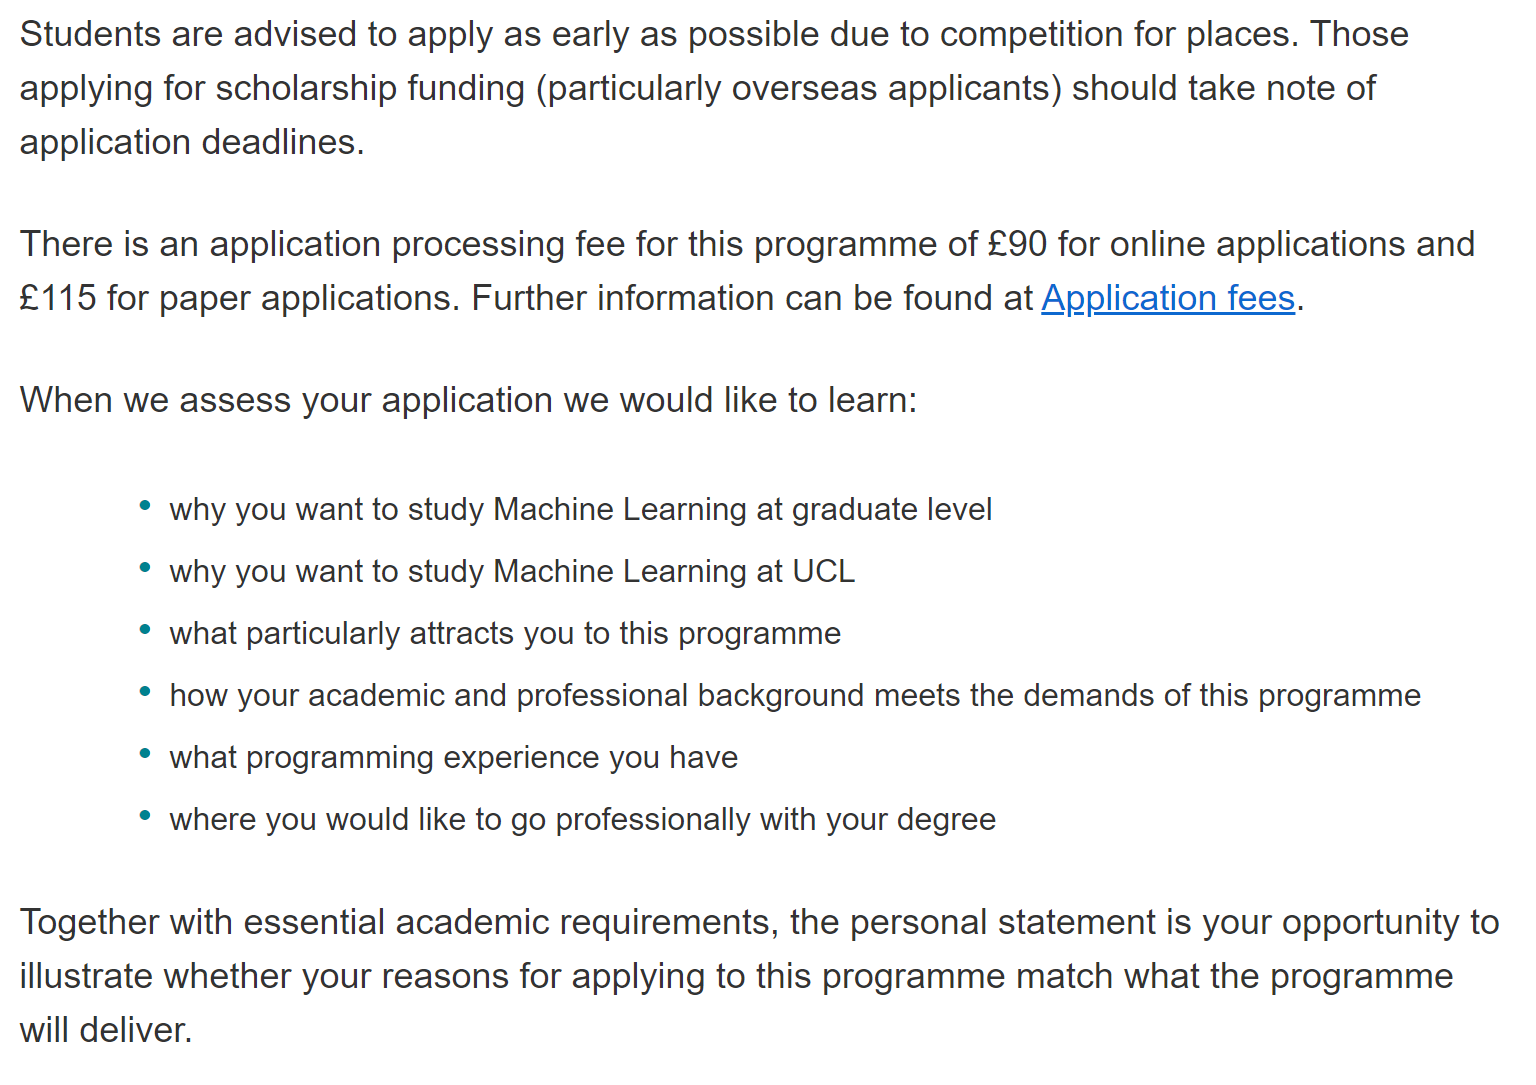 Students are advised to apply as early as possible due to competition for places. Those
applying for scholarship funding (particularly overseas applicants) should take note of
application deadlines.
There is an application processing fee for this programme of £90 for online applications and
£115 for paper applications. Further information can be found at Application fees.
When we assess your application we would like to learn:
• why you want to study Machine Learning at graduate level
• why you want to study Machine Learning at UCL
• what particularly attracts you to this programme
• how your academic and professional background meets the demands of this programme
• what programming experience you have
• where you would like to go professionally with your degree
Together with essential academic requirements, the personal statement is your opportunity to
illustrate whether your reasons for applying to this programme match what the programme
will deliver.